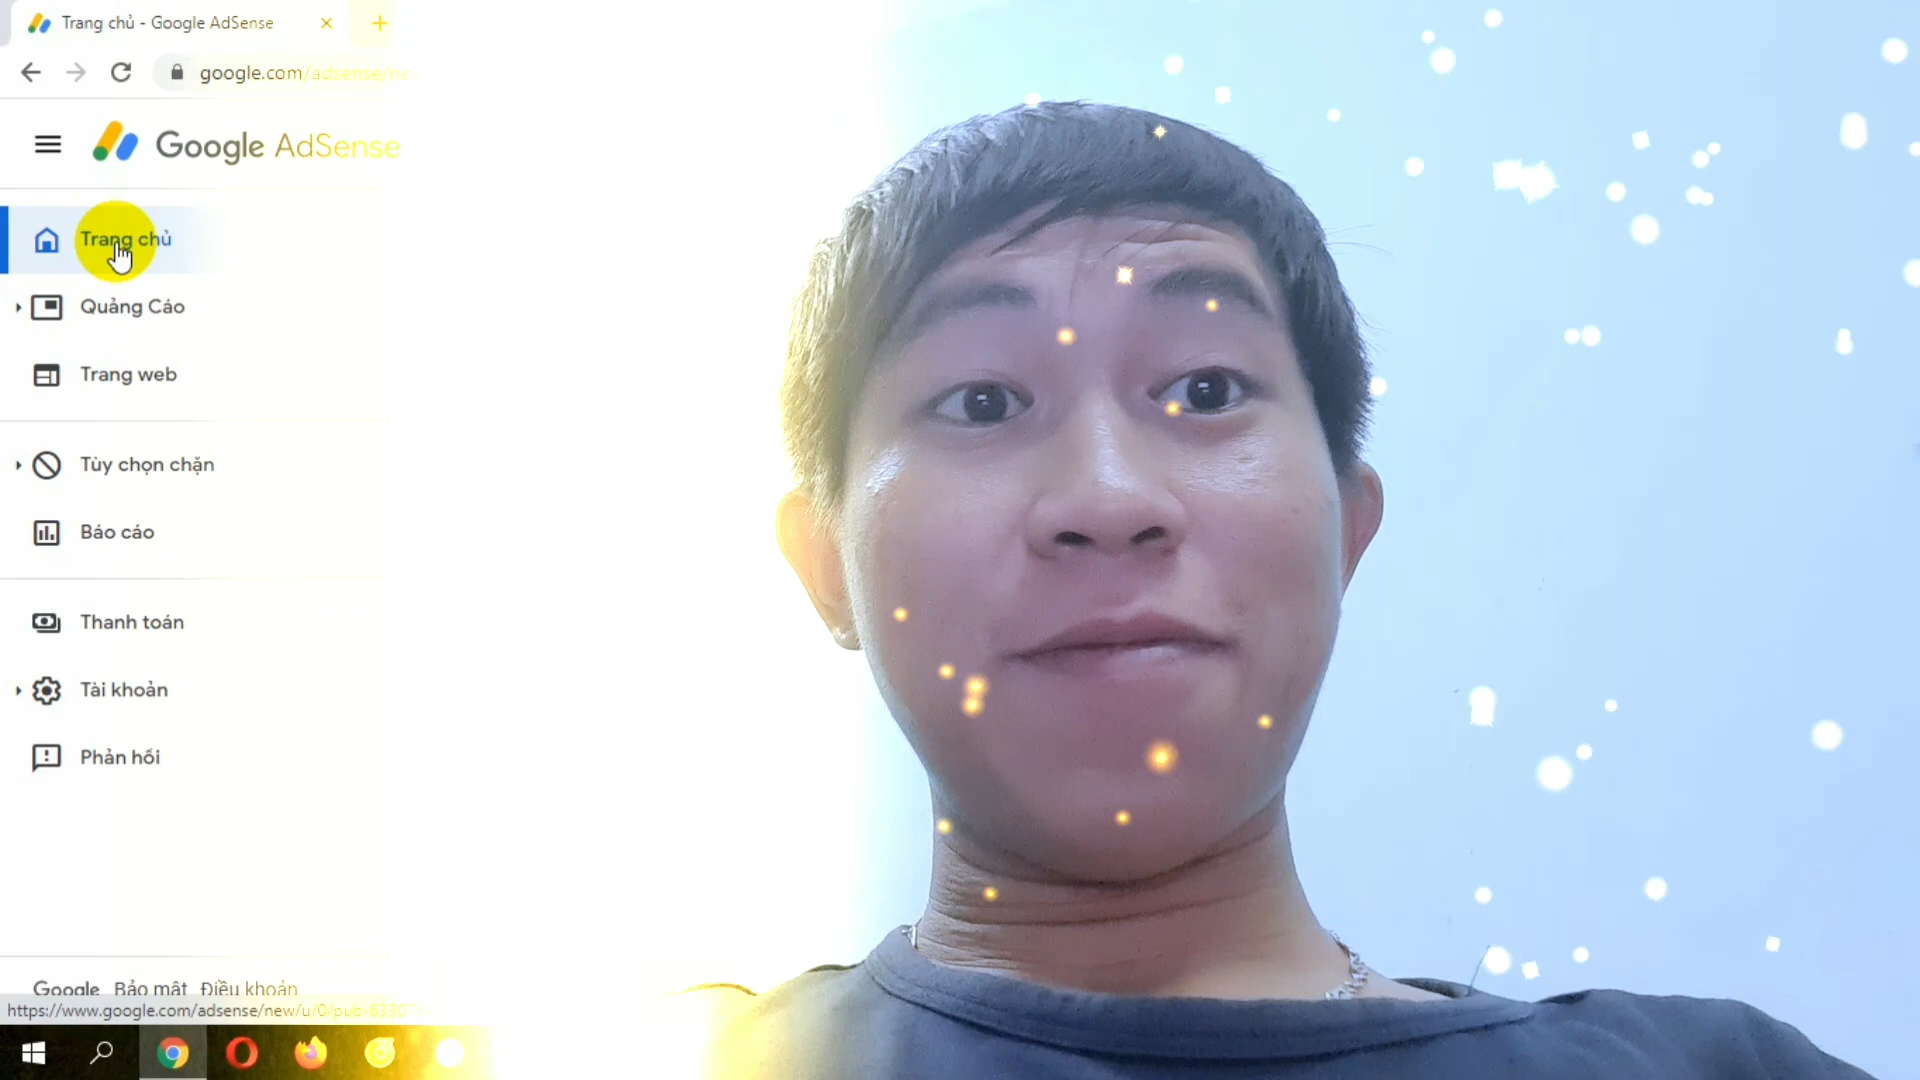 Trang chủ - Google AdSense
google.com/adsense/ne
Google AdSense
Trang chủ
Quảng Cáo
Trang web
Tùy chọn chặn
Báo cáo
Thanh toán
Tài khoản
Phản hồi
Google Bảo mật Điều khoản
https://www.google.com/adsense/new/u/0/pub-6330